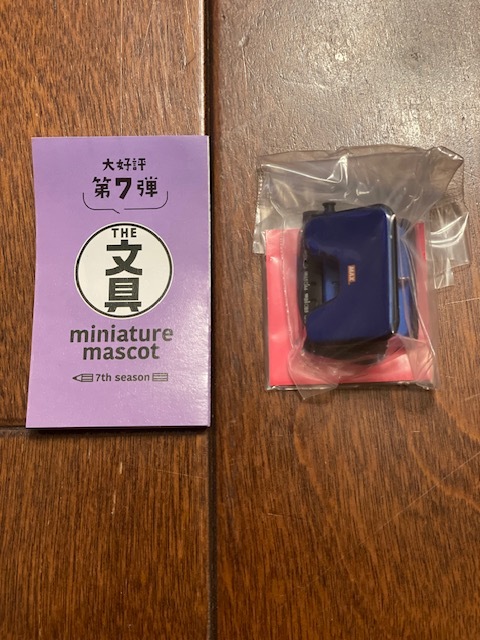 大好評
第7弾
THE
文
具
miniature
mascot
7th season
MAX